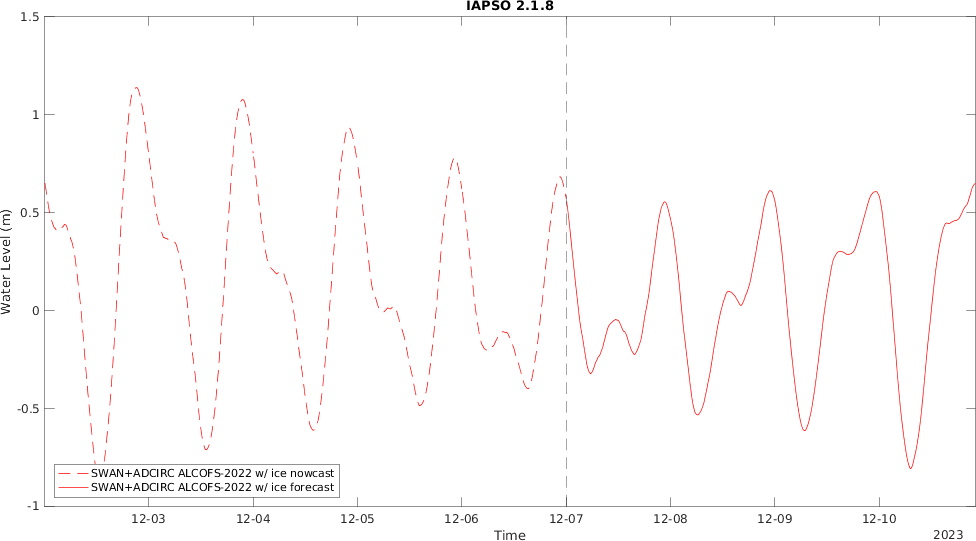 IAPSO 2.1.8
1.5
1
0.5
0
-0.5
-1
Water Level (m)
SWAN+ADCIRC ALCOFS-2022 w/ ice nowcast
SWAN+ADCIRC ALCOFS-2022 w/ ice forecast
12-03 12-04 12-05 12-06 12-07 12-08 12-09 12-10
Time
2023